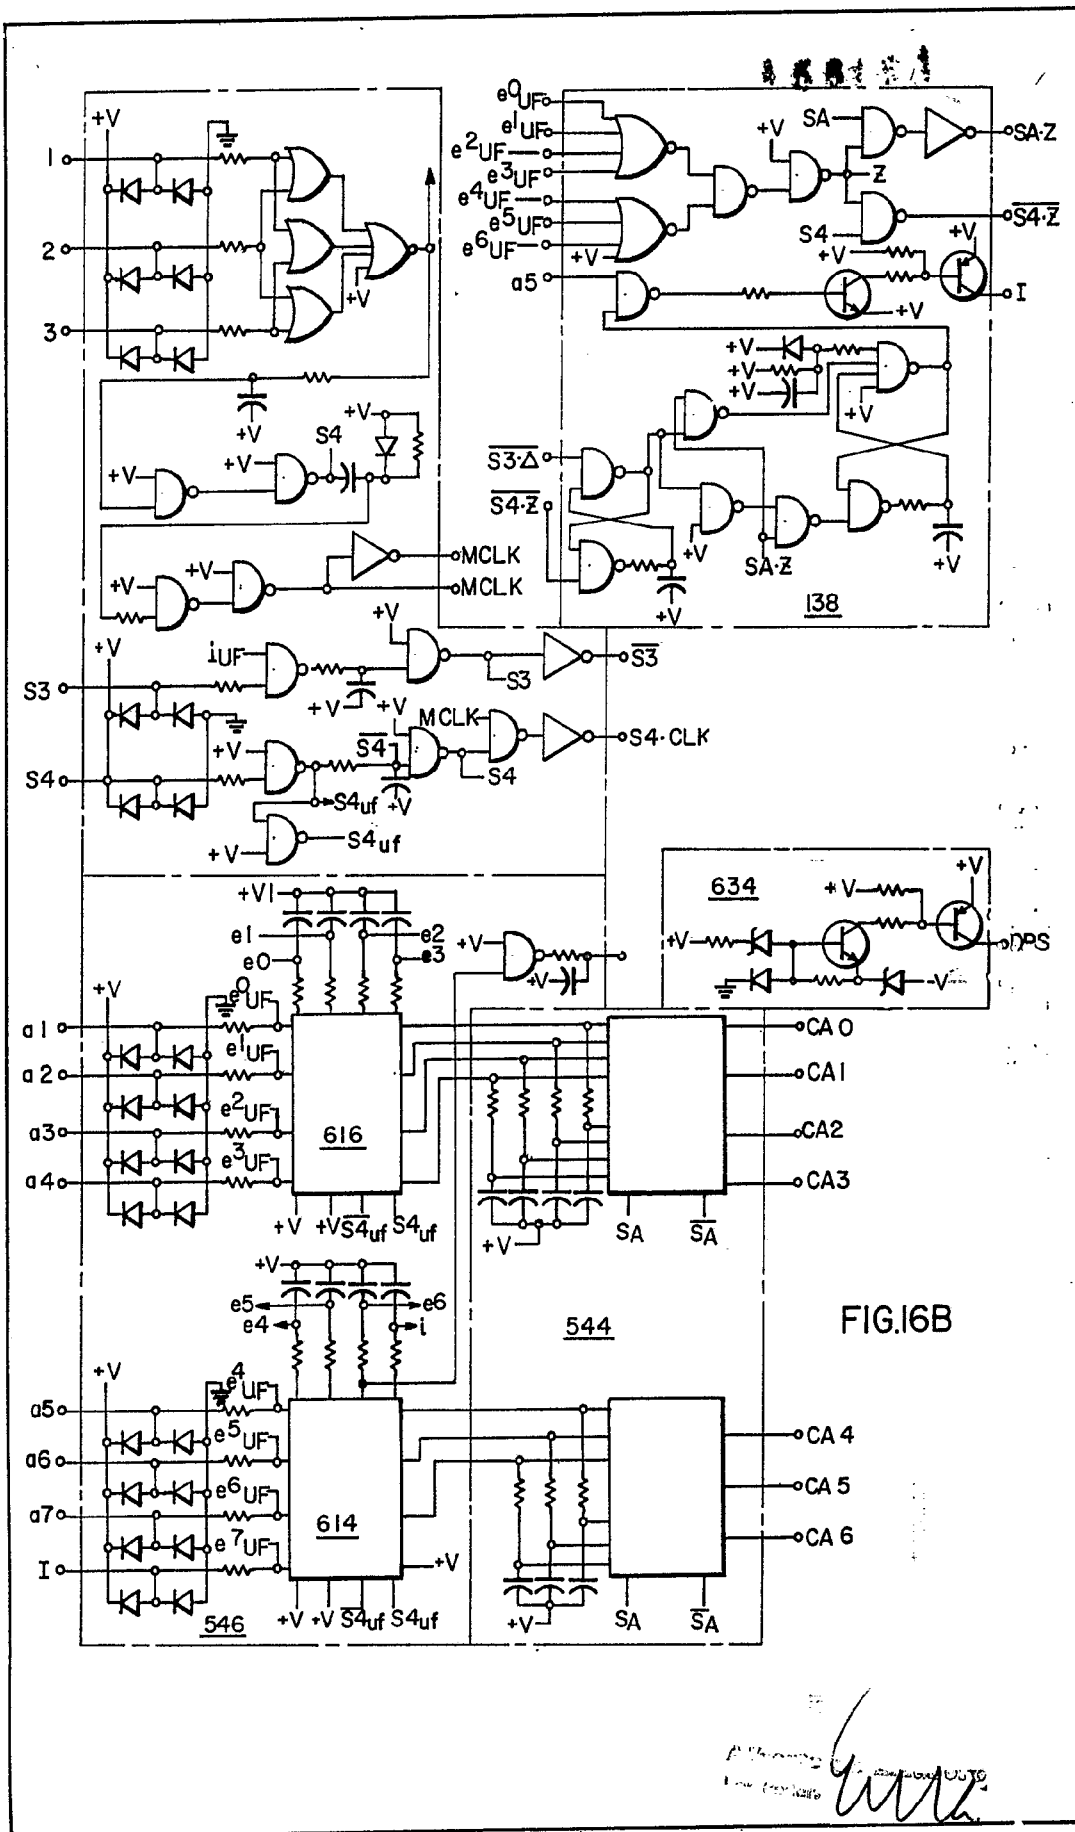 +V
1
2
3
+V
+V
S4
+V
+V
+V
+V
+V
MCLK
MCLK
e0UF
e1UF
e2UF
e3UF
e4UF
e5UF
e6UF
+V
a5
+V
SA
SA·Z
Z
S4
S4·Z
+V
+V
I
+V
+V
+V
+V
+V
S3·Δ
S4·Z
+V
SA·Z
+V
+V
138
+V
iUF
+V
S3
+V
S3
S3
+V
MCLK
S4
+V
S4
S4
S4·CLK
+V
S4uf
+V
S4uf
634
+V
+V
+V
DPS
-V
+V1
e1
e2
e0
e3
+V
+V
+V
e0UF
a1
e1UF
a2
e2UF
a3
e3UF
a4
616
+V
+V
S4uf
S4uf
+V
SA
SA
CA0
CA1
CA2
CA3
+V
e5
e6
e4
i
544
FIG.16B
+V
e4UF
a5
e5UF
a6
e6UF
a7
e7UF
I
614
+V
+V
+V
S4uf
S4uf
546
+V
SA
SA
CA4
CA5
CA6